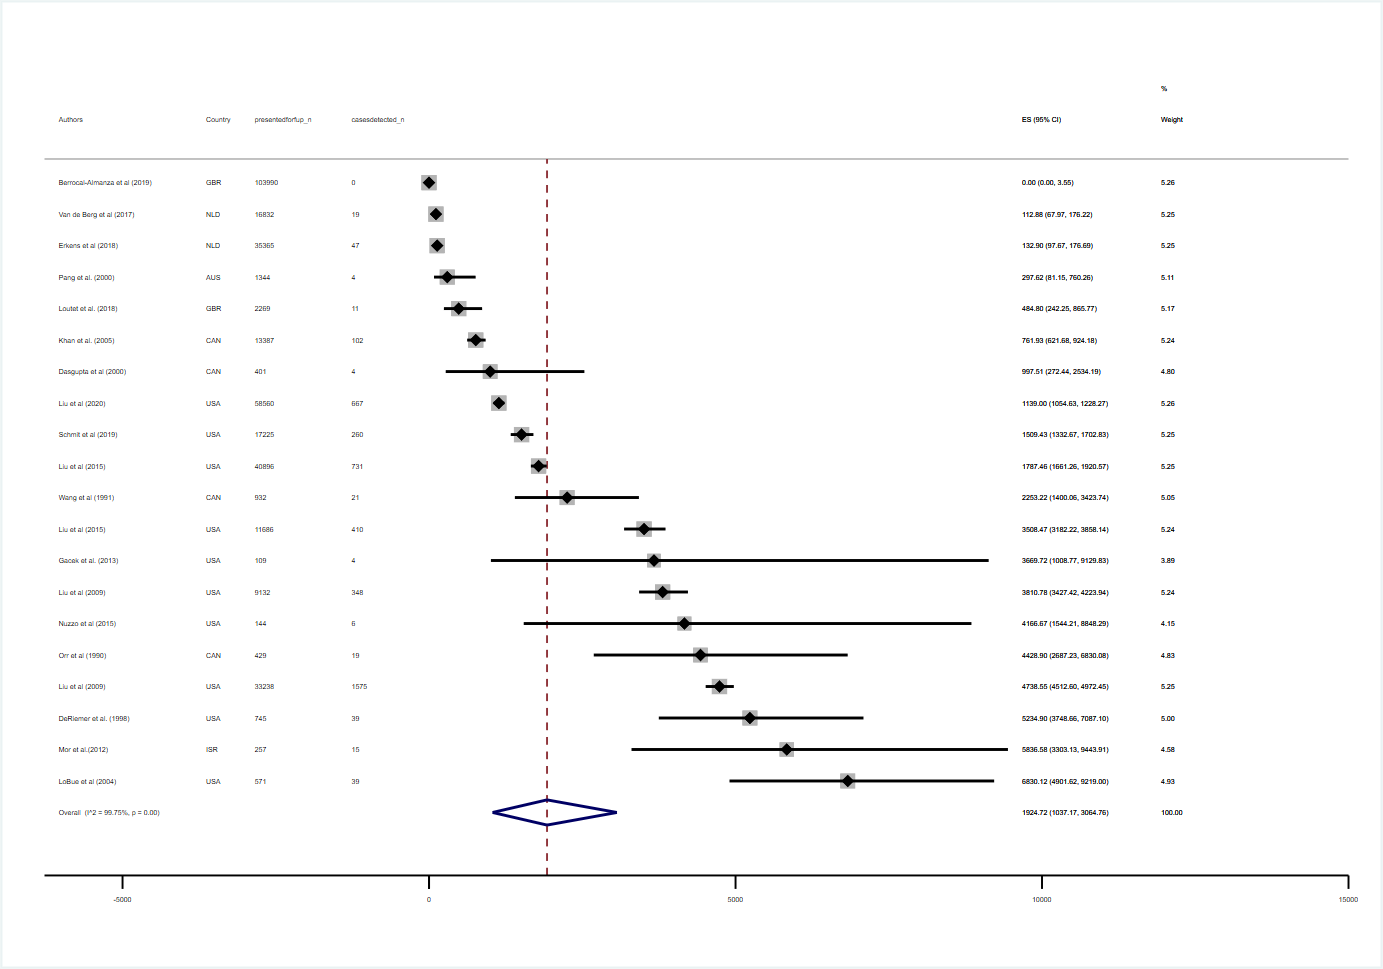 %
Authors Country presentedforfup_n casesdetected_n ES (95% CI) Weight
Berrocal-Almanza et al (2019) GBR 103990 0 0.00 (0.00, 3.55) 5.26
Van de Berg et al (2017) NLD 16832 19 112.88 (67.97, 176.22) 5.25
Erkens et al (2018) NLD 35365 47 132.90 (97.67, 176.69) 5.25
Pang et al. (2000) AUS 1344 4 297.62 (81.15, 760.26) 5.11
Loutet et al. (2018) GBR 2269 11 484.80 (242.25, 865.77) 5.17
Khan et al. (2005) CAN 13387 102 761.93 (621.68, 924.18) 5.24
Dasgupta et al (2000) CAN 401 4 997.51 (272.44, 2534.19) 4.80
Liu et al (2020) USA 58560 667 1139.00 (1054.63, 1228.27) 5.26
Schmit et al (2019) USA 17225 260 1509.43 (1332.67, 1702.83) 5.25
Liu et al (2015) USA 40896 731 1787.46 (1661.26, 1920.57) 5.25
Wang et al (1991) CAN 932 21 2253.22 (1400.06, 3423.74) 5.05
Liu et al (2015) USA 11686 410 3508.47 (3182.22, 3858.14) 5.24
Gacek et al. (2013) USA 109 4 3669.72 (1008.77, 9129.83) 3.89
Liu et al (2009) USA 9132 348 3810.78 (3427.42, 4223.94) 5.24
Nuzzo et al (2015) USA 144 6 4166.67 (1544.21, 8848.29) 4.15
Orr et al (1990) CAN 429 19 4428.90 (2687.23, 6830.08) 4.83
Liu et al (2009) USA 33238 1575 4738.55 (4512.60, 4972.45) 5.25
DeRiemer et al. (1998) USA 745 39 5234.90 (3748.66, 7087.10) 5.00
Mor et al.(2012) ISR 257 15 5836.58 (3303.13, 9443.91) 4.58
LoBue et al (2004) USA 571 39 6830.12 (4901.62, 9219.00) 4.93
Overall (I^2 = 99.75%, p = 0.00) 1924.72 (1037.17, 3064.76) 100.00
-5000 0 5000 10000 15000